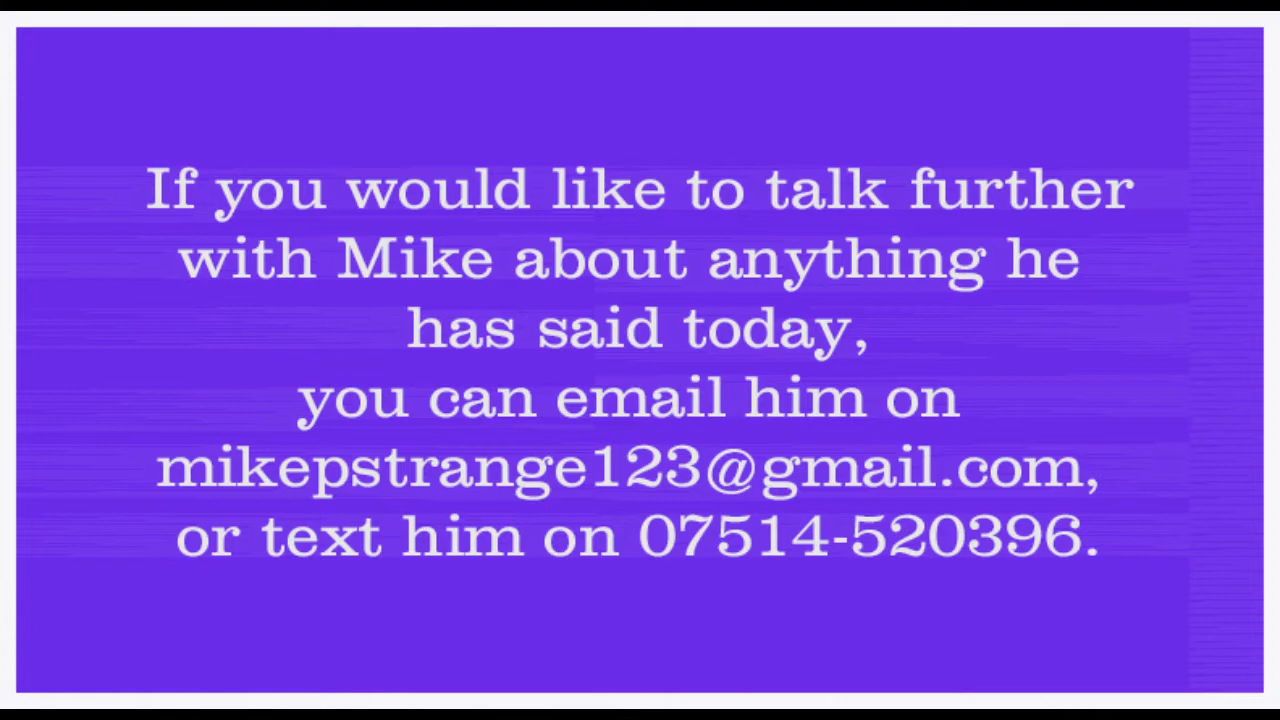 If you would like to talk further
with Mike about anything he
has said today,
you can email him on
mikepstrange123@gmail.com,
or text him on 07514-520396.